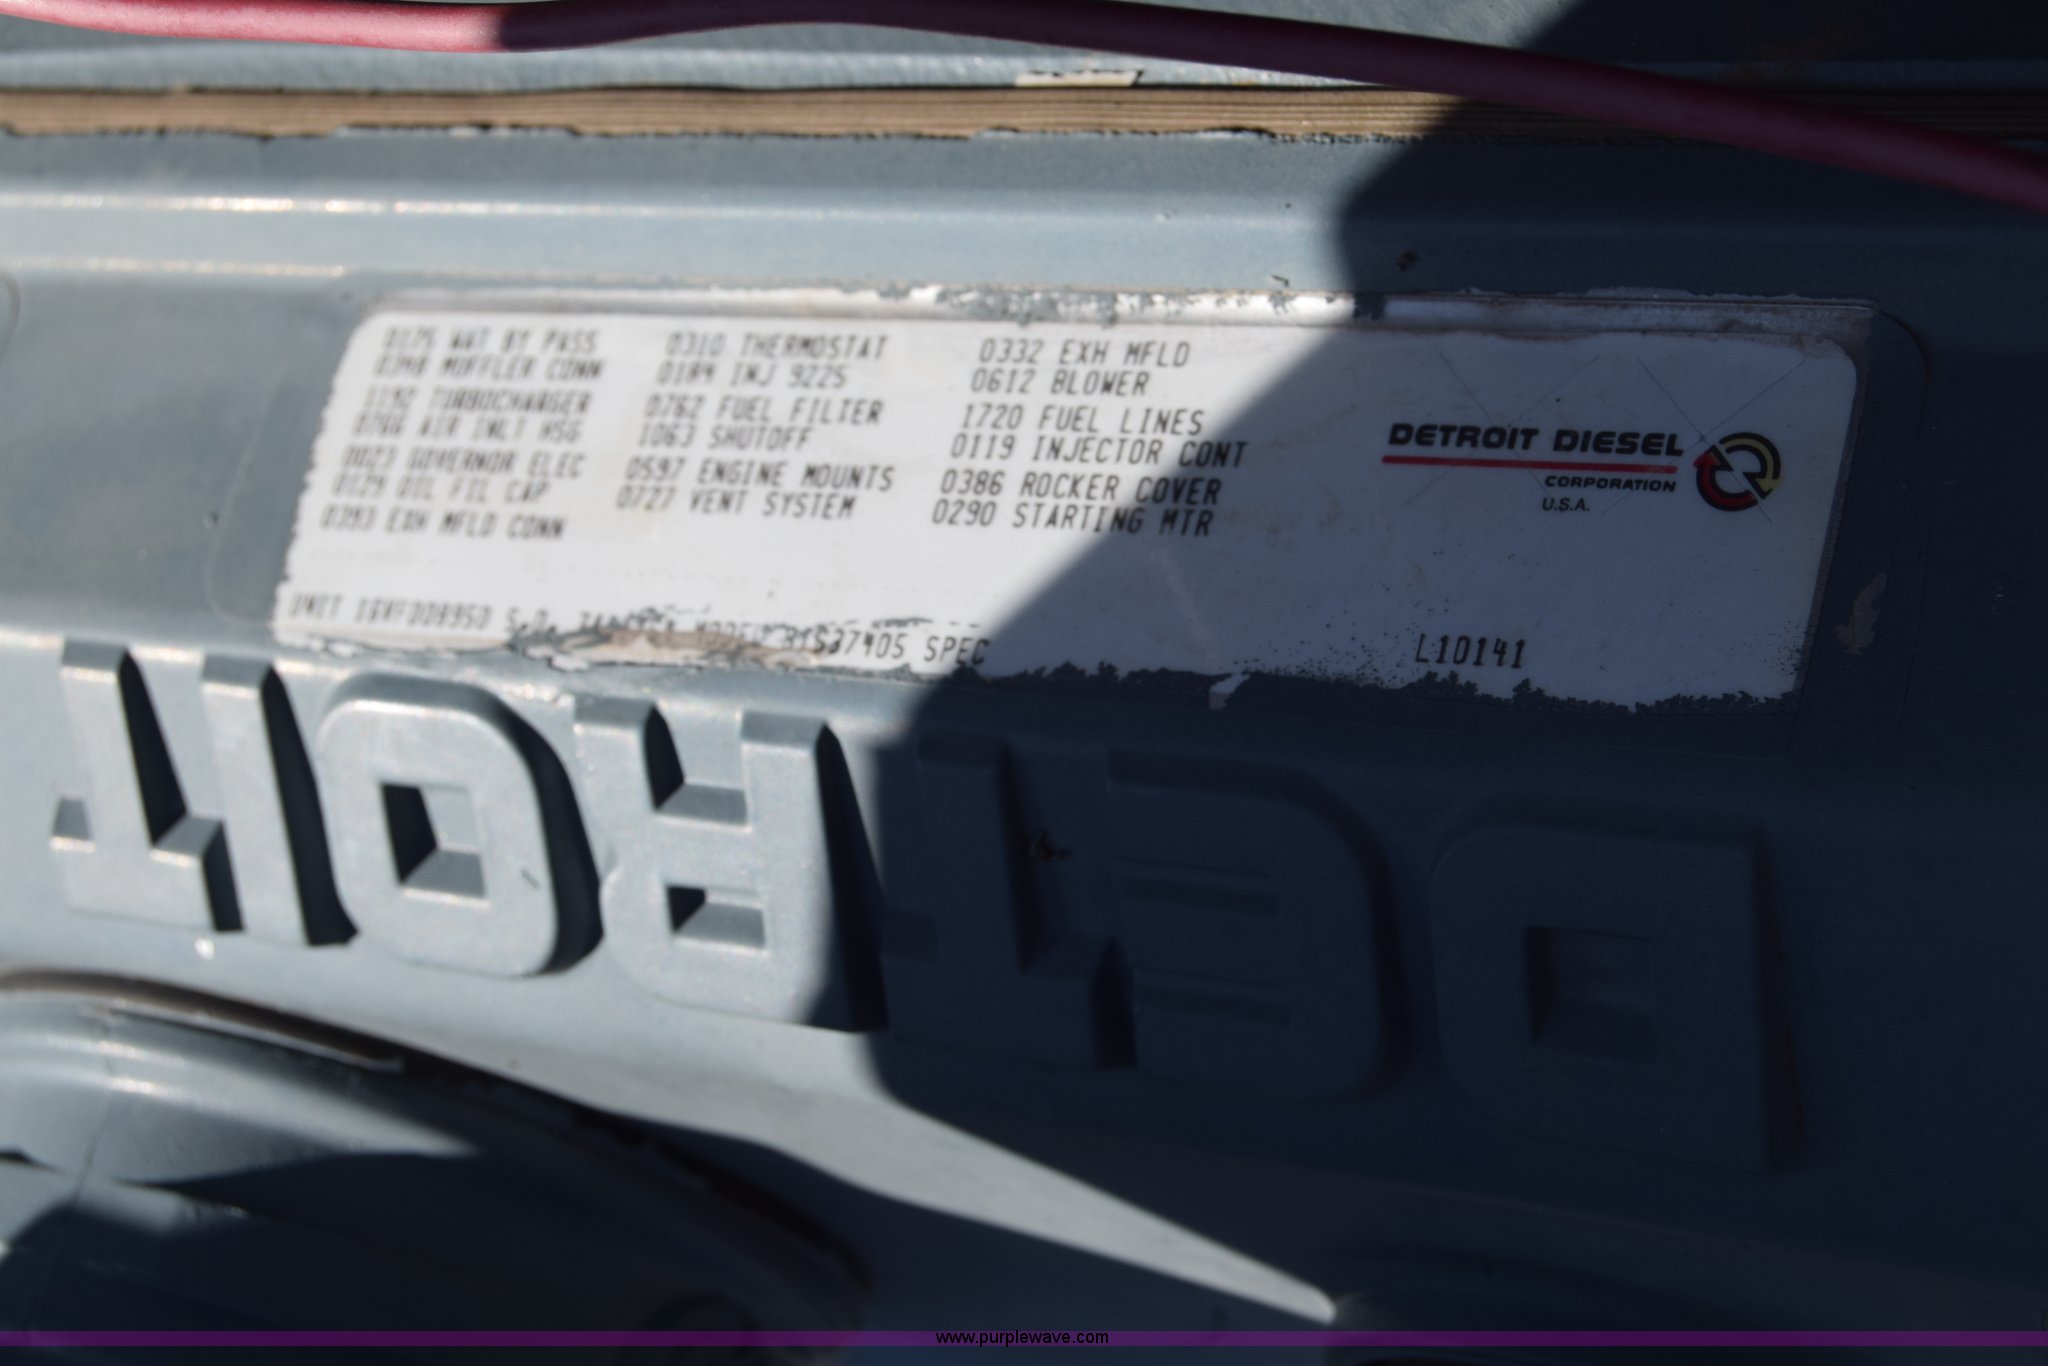 0175 WAT BY PASS
0348 MUFFLER CONN
1192 TURBOCHARGER
0766 AIR INLT HSG
0023 GOVERNOR ELEC
0129 OIL FIL CAP
0393 EXH MFLD CONN
0310 THERMOSTAT
0184 INJ 9225
0762 FUEL FILTER
1063 SHUTOFF
0597 ENGINE MOUNTS
0727 VENT SYSTEM
0332 EXH MFLD
0612 BLOWER
1720 FUEL LINES
0119 INJECTOR CONT
0386 ROCKER COVER
0290 STARTING MTR
DETROIT DIESEL
CORPORATION
U.S.A.
UNIT S.O. MODEL SPEC L10141
DETROIT
www.purplewave.com